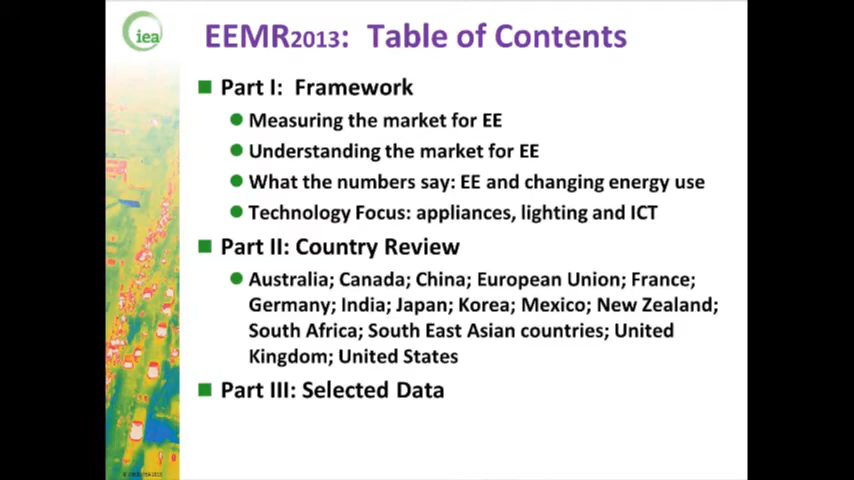 iea
EEMR2013: Table of Contents
Part I: Framework
Measuring the market for EE
Understanding the market for EE
What the numbers say: EE and changing energy use
Technology Focus: appliances, lighting and ICT
Part II: Country Review
Australia; Canada; China; European Union; France;
Germany; India; Japan; Korea; Mexico; New Zealand;
South Africa; South East Asian countries; United
Kingdom; United States
Part III: Selected Data